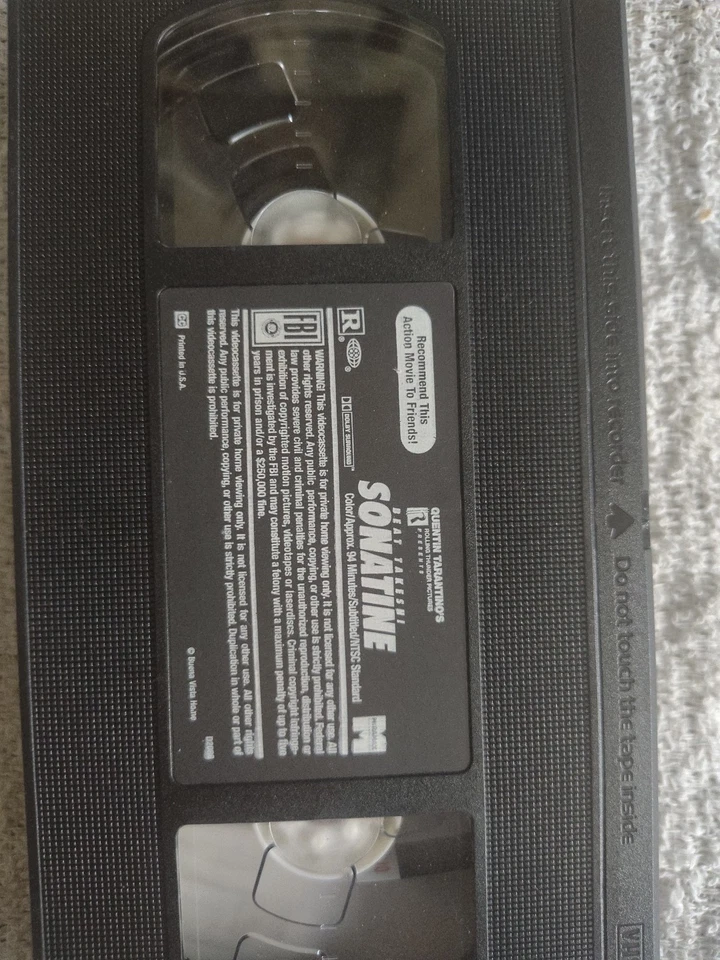 Insert this side into recorder
Do not touch the tape inside
Recommend This
Action Movie To Friends!
QUENTIN TARANTINO'S
R
ROLLING THUNDER PICTURES
PRESENTS
BEAT TAKESHI
SONATINE
R
DOLBY SURROUND
Color/Approx. 94 Minutes/Subtitled/NTSC Standard
M
FBI
WARNING! This videocassette is for private home viewing only. It is not licensed for any other use. All
other rights reserved. Any public performance, copying, or other use is strictly prohibited. Federal
law provides severe civil and criminal penalties for the unauthorized reproduction, distribution or
exhibition of copyrighted motion pictures, videotapes or laserdiscs. Criminal copyright infringe-
ment is investigated by the FBI and may constitute a felony with a maximum penalty of up to five
years in prison and/or a $250,000 fine.
This videocassette is for private home viewing only. It is not licensed for any other use. All other rights
reserved. Any public performance, copying, or other use is strictly prohibited. Duplication in whole or part of
this videocassette is prohibited.
CC Printed in U.S.A.
© Buena Vista Home